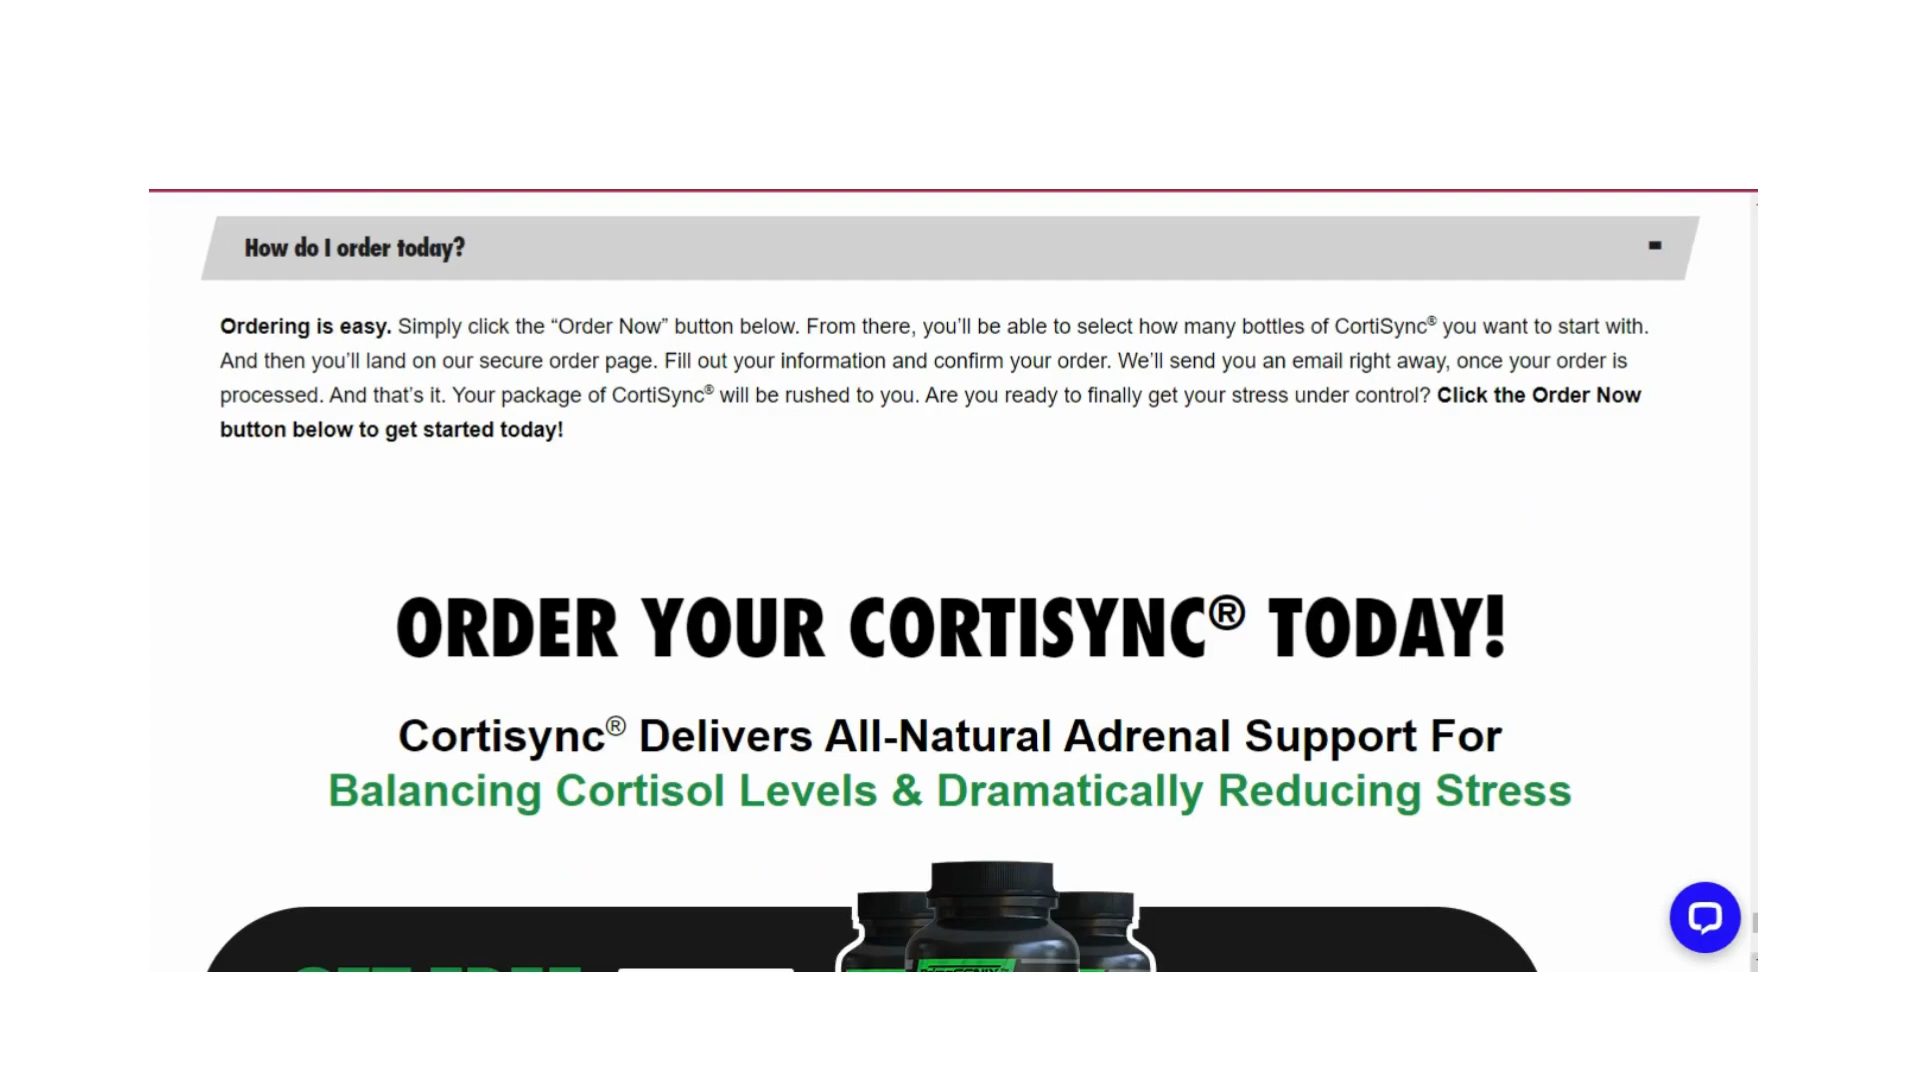 How do I order today?
Ordering is easy. Simply click the “Order Now” button below. From there, you’ll be able to select how many bottles of CortiSync® you want to start with.
And then you’ll land on our secure order page. Fill out your information and confirm your order. We’ll send you an email right away, once your order is
processed. And that’s it. Your package of CortiSync® will be rushed to you. Are you ready to finally get your stress under control? Click the Order Now
button below to get started today!
ORDER YOUR CORTISYNC® TODAY!
Cortisync® Delivers All-Natural Adrenal Support For
Balancing Cortisol Levels & Dramatically Reducing Stress